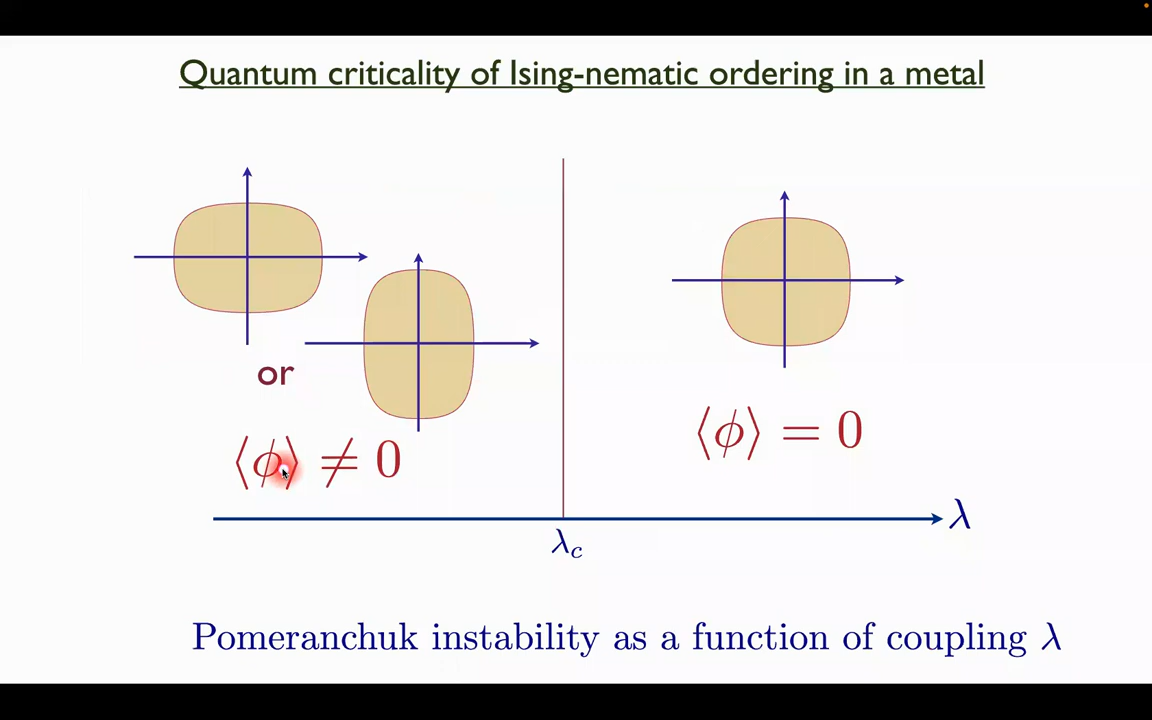 Quantum criticality of Ising-nematic ordering in a metal
or
⟨ϕ⟩ ≠ 0
⟨ϕ⟩ = 0
λ
λc
Pomeranchuk instability as a function of coupling λ